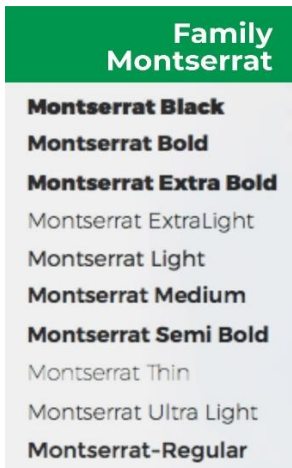 Family
Montserrat
Montserrat Black
Montserrat Bold
Montserrat Extra Bold
Montserrat ExtraLight
Montserrat Light
Montserrat Medium
Montserrat Semi Bold
Montserrat Thin
Montserrat Ultra Light
Montserrat-Regular